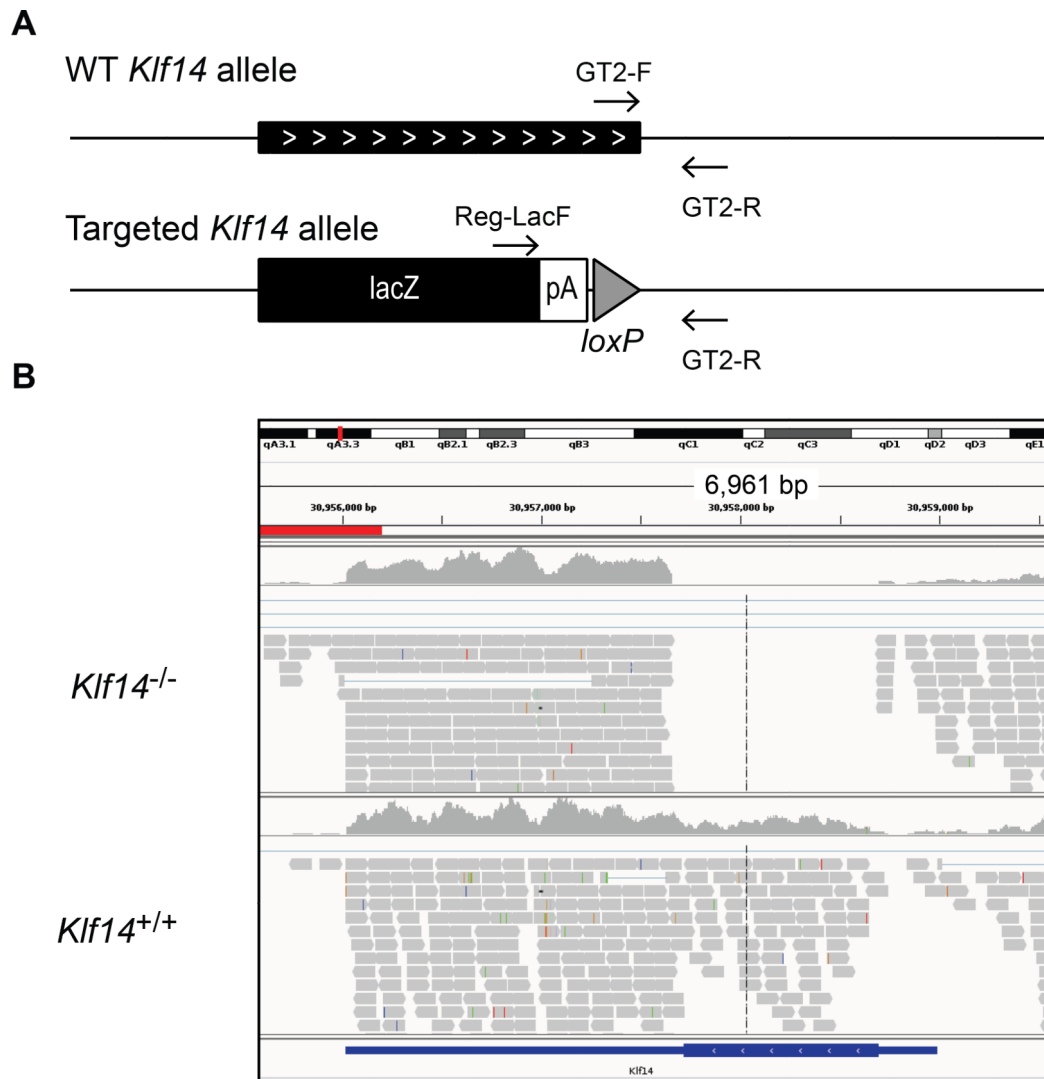 A
WT Klf14 allele
GT2-F
> > > > > > > > > > > >
GT2-R
Targeted Klf14 allele
Reg-LacF
lacZ
pA
loxP
GT2-R
B
qA3.1 qA3.3 qB1 qB2.1 qB2.3 qB3 qC1 qC2 qC3 qD1 qD2 qD3 qE1
6,961 bp
30,956,000 bp 30,957,000 bp 30,958,000 bp 30,959,000 bp
Klf14-/-
Klf14+/+
Klf14